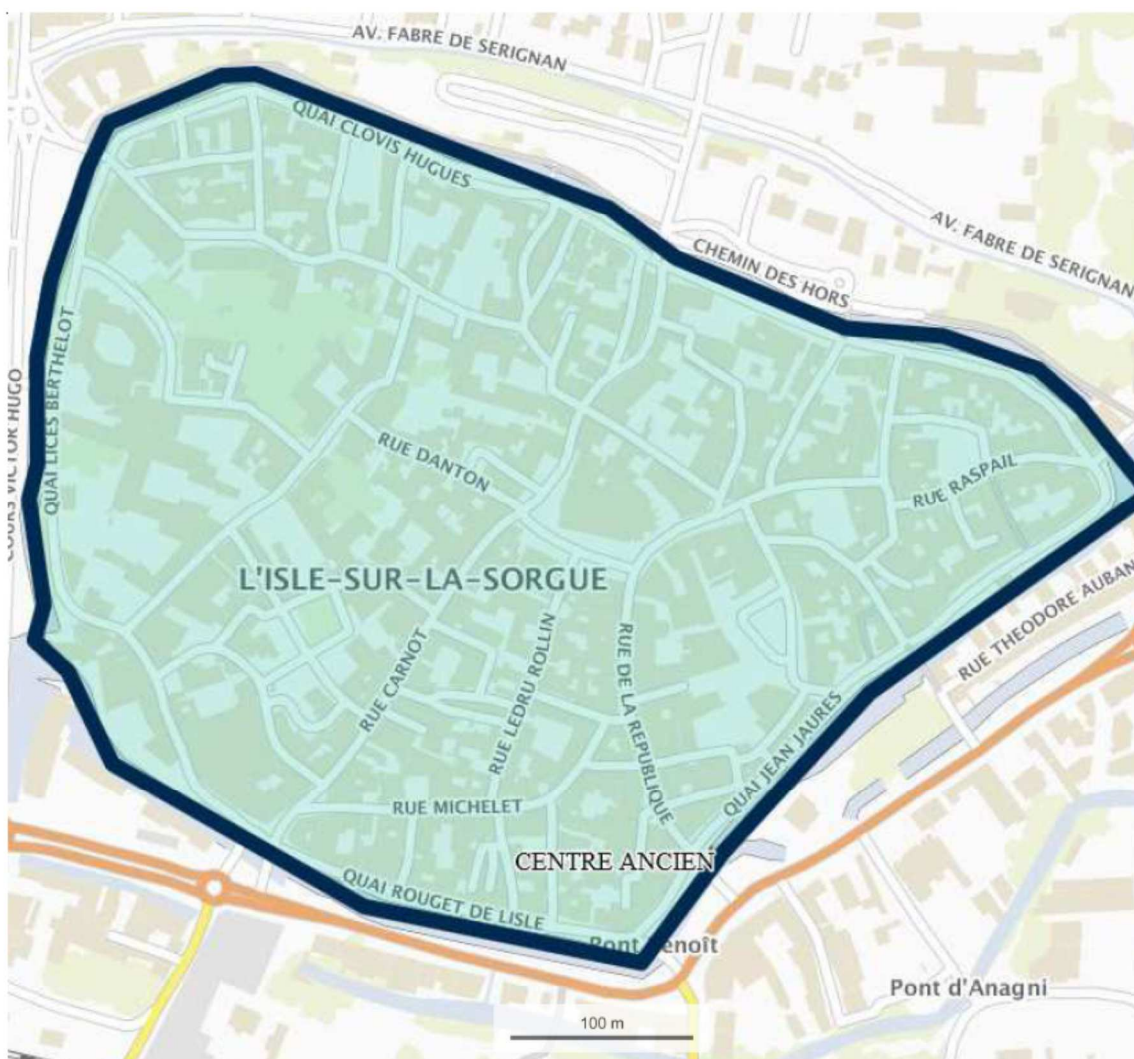 AV. FABRE DE SERIGNAN
QUAI CLOVIS HUGUES
AV. FABRE DE SERIGNAN
CHEMIN DES HORS
QUAI LICES BERTHELOT
COURS VICTOR HUGO
RUE DANTON
RUE RASPAIL
L'ISLE-SUR-LA-SORGUE
RUE THEODORE AUBAN
RUE CARNOT
RUE LEDRU ROLLIN
RUE DE LA REPUBLIQUE
QUAI JEAN JAURES
RUE MICHELET
CENTRE ANCIEN
QUAI ROUGET DE LISLE
Pont Benoît
Pont d'Anagni
100 m